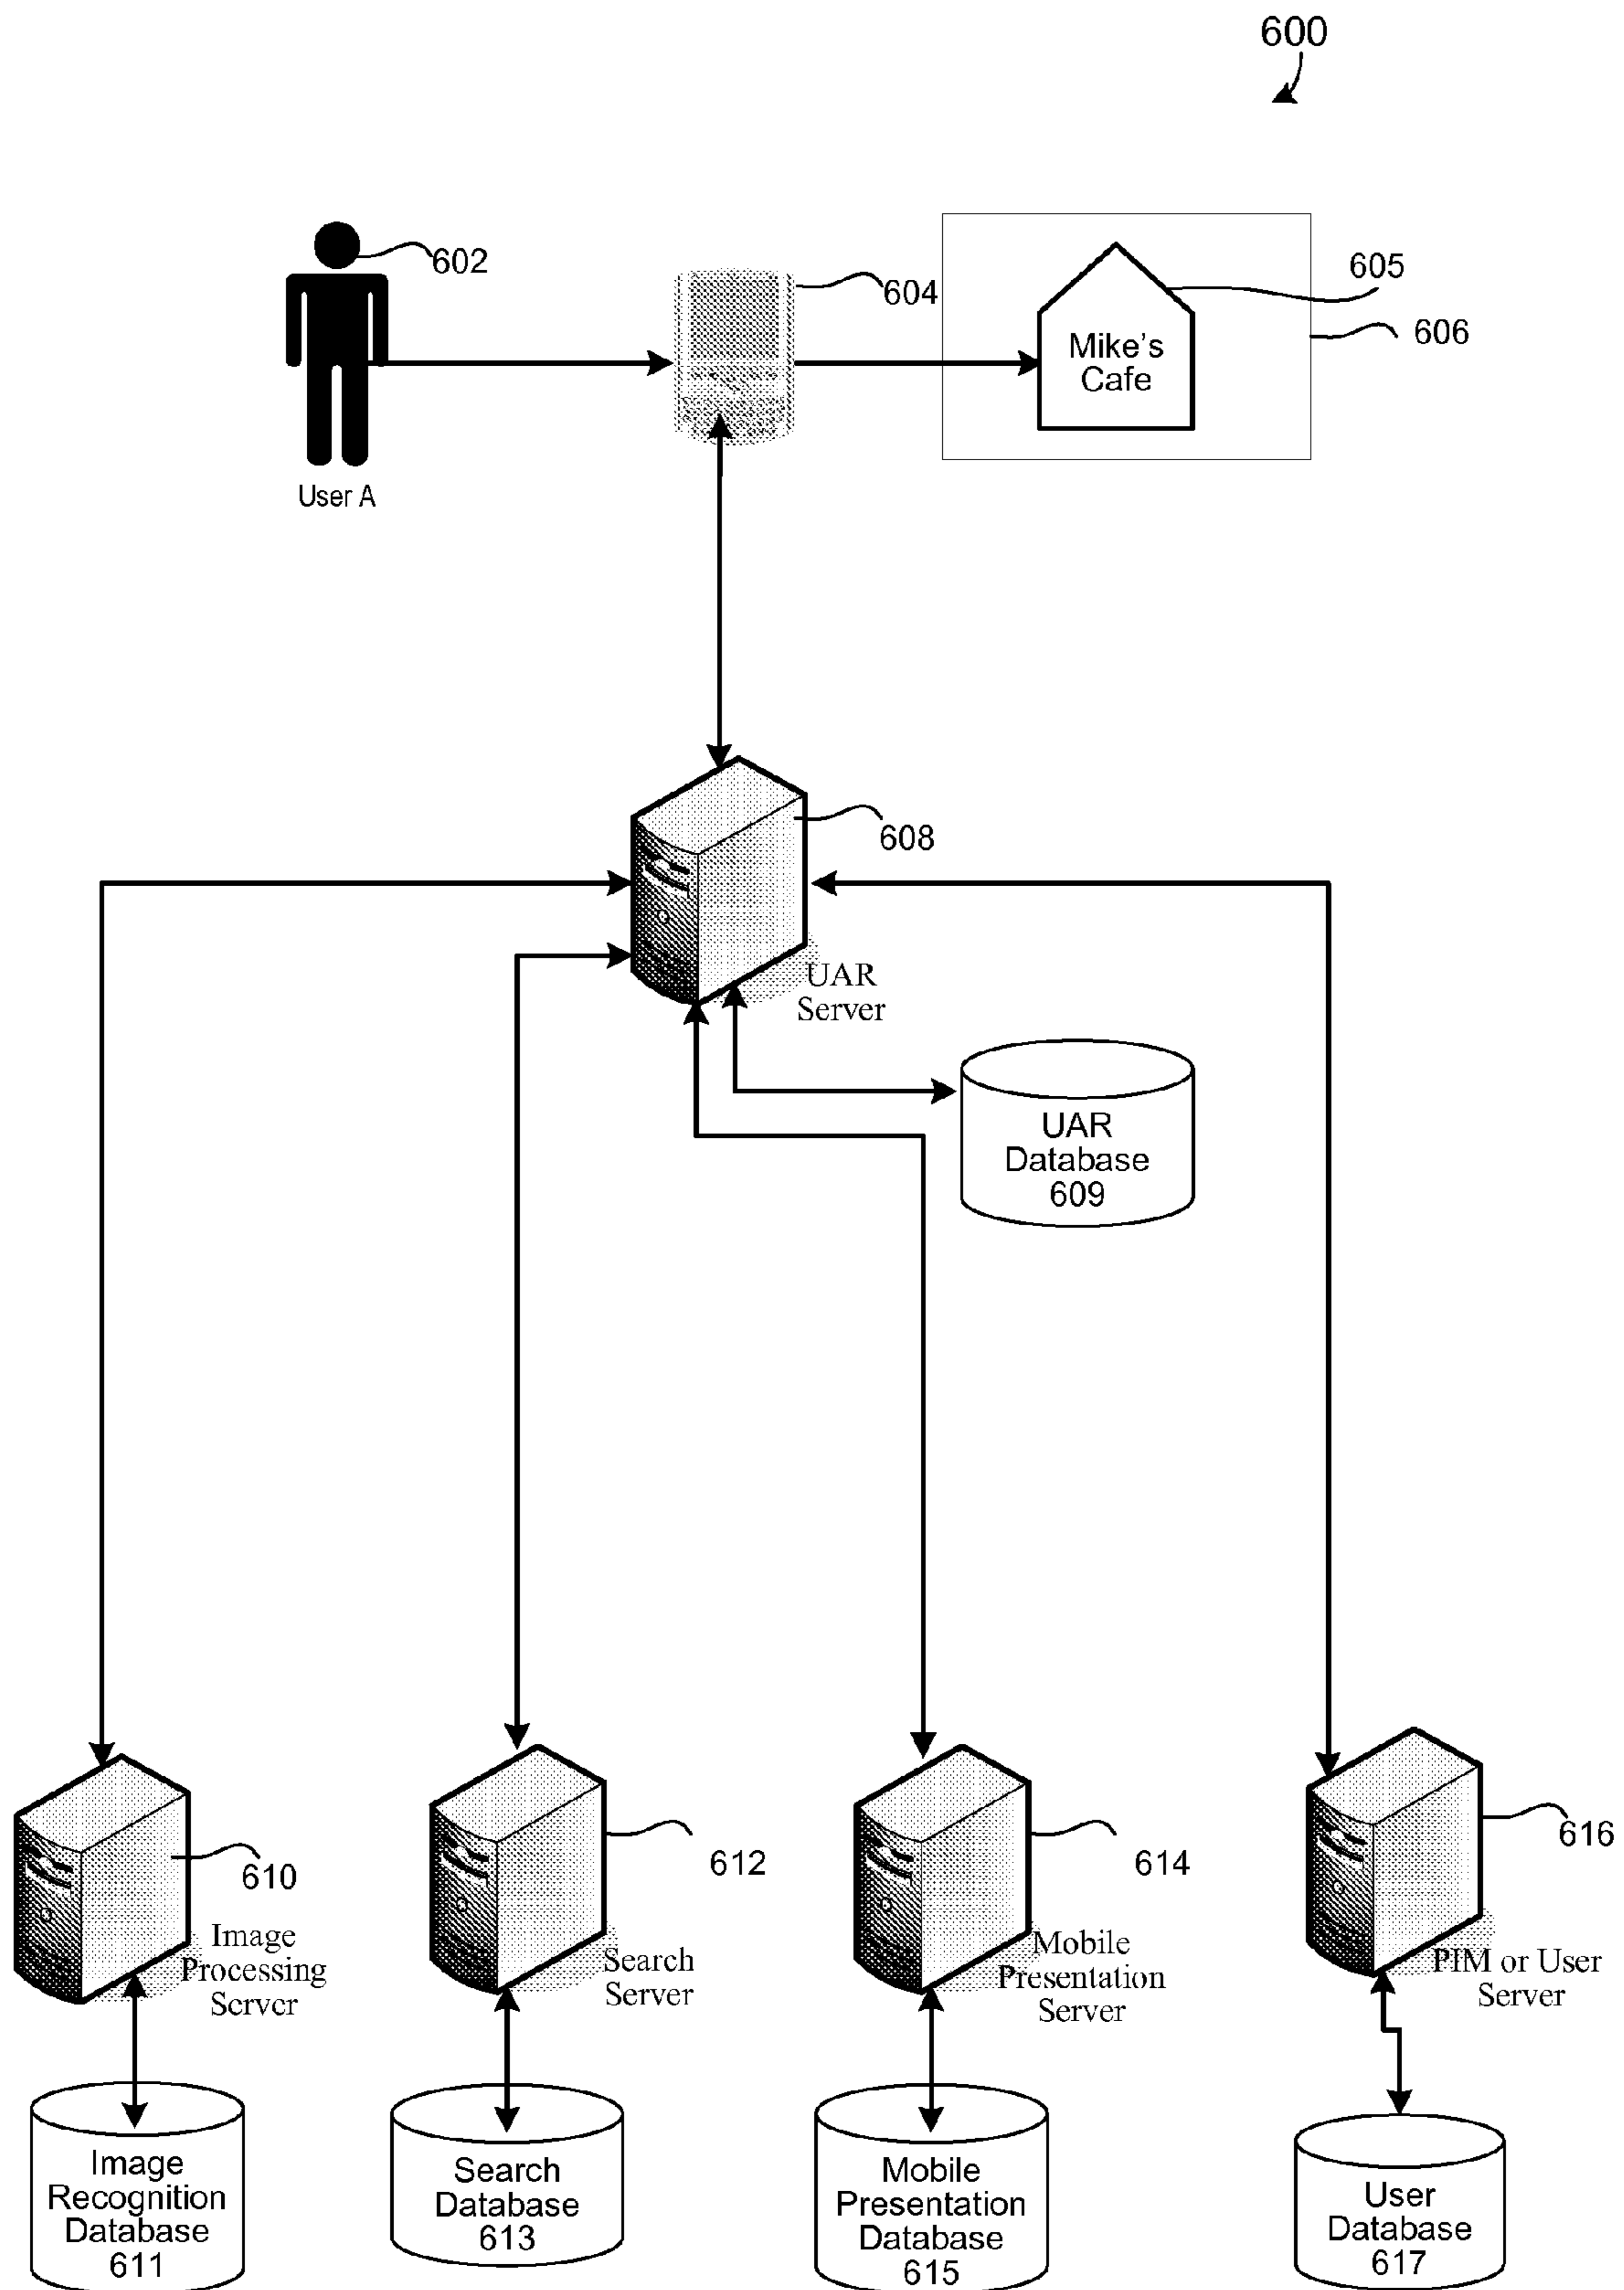 600
602
604
605
606
Mike's
Cafe
User A
608
UAR
Server
UAR
Database
609
610
612
614
616
Image
Processing
Server
Search
Server
Mobile
Presentation
Server
PIM or User
Server
Image
Recognition
Database
611
Search
Database
613
Mobile
Presentation
Database
615
User
Database
617